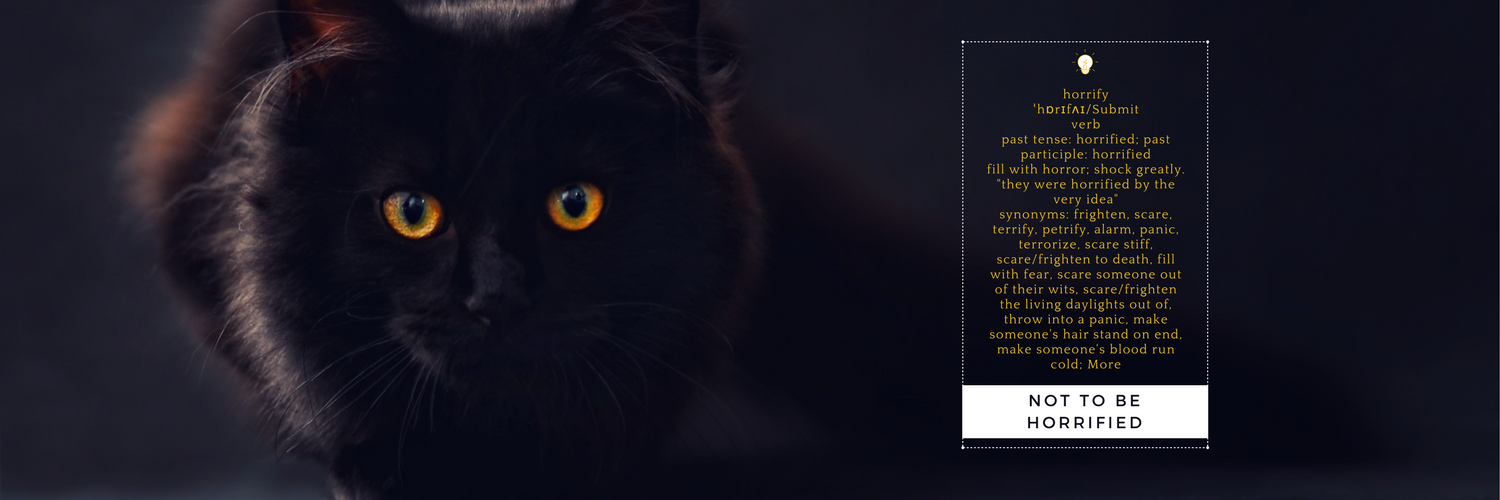 horrify
ˈhɒrɪfʌɪ/Submit
verb
past tense: horrified; past
participle: horrified
fill with horror; shock greatly.
"they were horrified by the
very idea"
synonyms: frighten, scare,
terrify, petrify, alarm, panic,
terrorize, scare stiff,
scare/frighten to death, fill
with fear, scare someone out
of their wits, scare/frighten
the living daylights out of,
throw into a panic, make
someone's hair stand on end,
make someone's blood run
cold; More
NOT TO BE
HORRIFIED